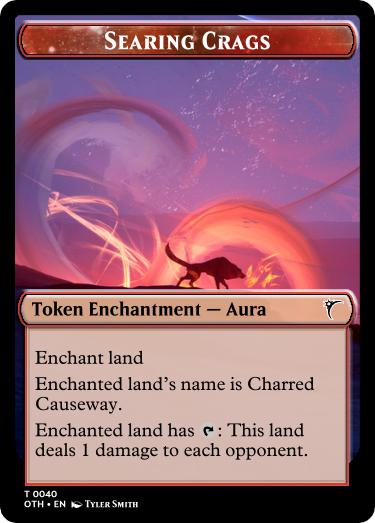 Searing Crags
Token Enchantment — Aura
Enchant land
Enchanted land's name is Charred
Causeway.
Enchanted land has : This land
deals 1 damage to each opponent.
T 0040
OTH • EN Tyler Smith